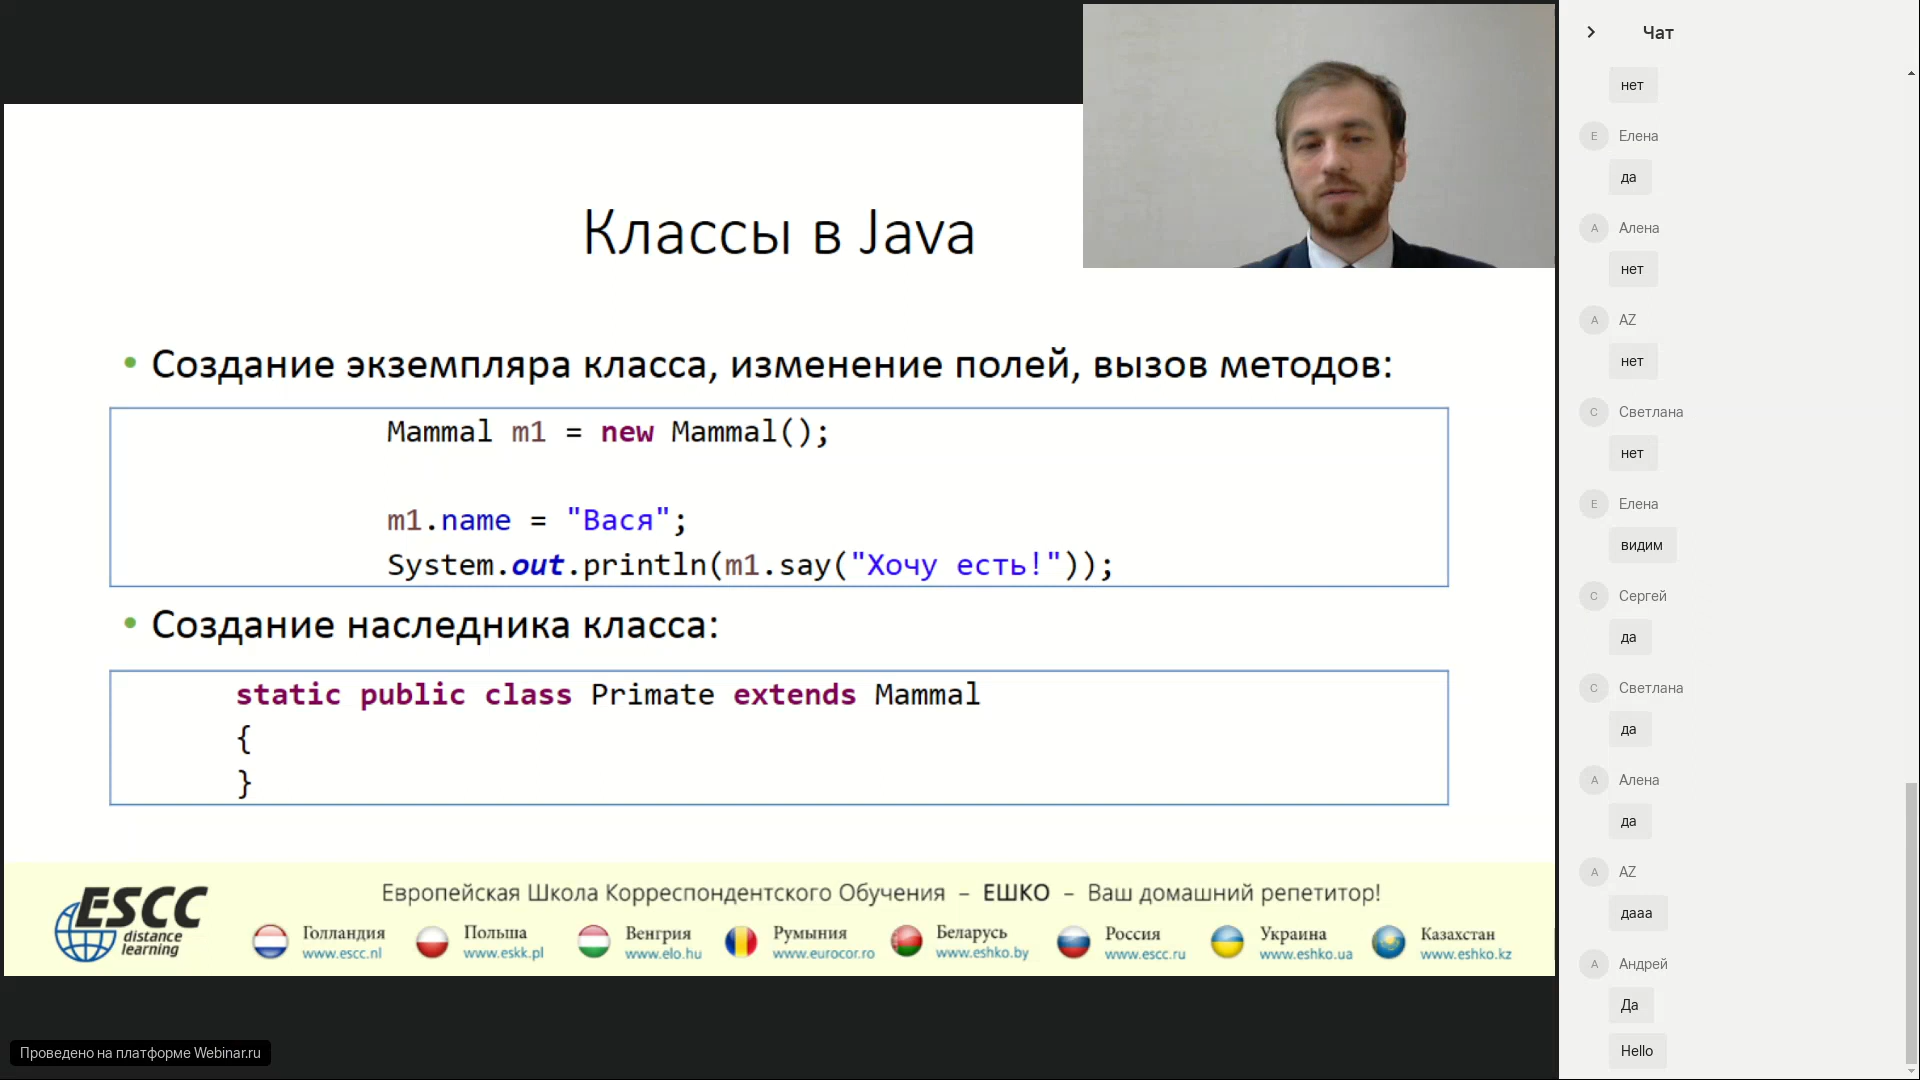 Классы в Java
• Создание экземпляра класса, изменение полей, вызов методов:
Mammal m1 = new Mammal();
m1.name = "Вася";
System.out.println(m1.say("Хочу есть!"));
• Создание наследника класса:
static public class Primate extends Mammal
{
}
ESCC
distance
learning
Европейская Школа Корреспондентского Обучения – ЕШКО – Ваш домашний репетитор!
Голландия
www.escc.nl
Польша
www.eskk.pl
Венгрия
www.elo.hu
Румыния
www.eurocor.ro
Беларусь
www.eshko.by
Россия
www.escc.ru
Украина
www.eshko.ua
Казахстан
www.eshko.kz
Проведено на платформе Webinar.ru
Чат
нет
Е Елена
да
А Алена
нет
A AZ
нет
С Светлана
нет
Е Елена
видим
С Сергей
да
С Светлана
да
А Алена
да
A AZ
дааа
А Андрей
Да
Hello